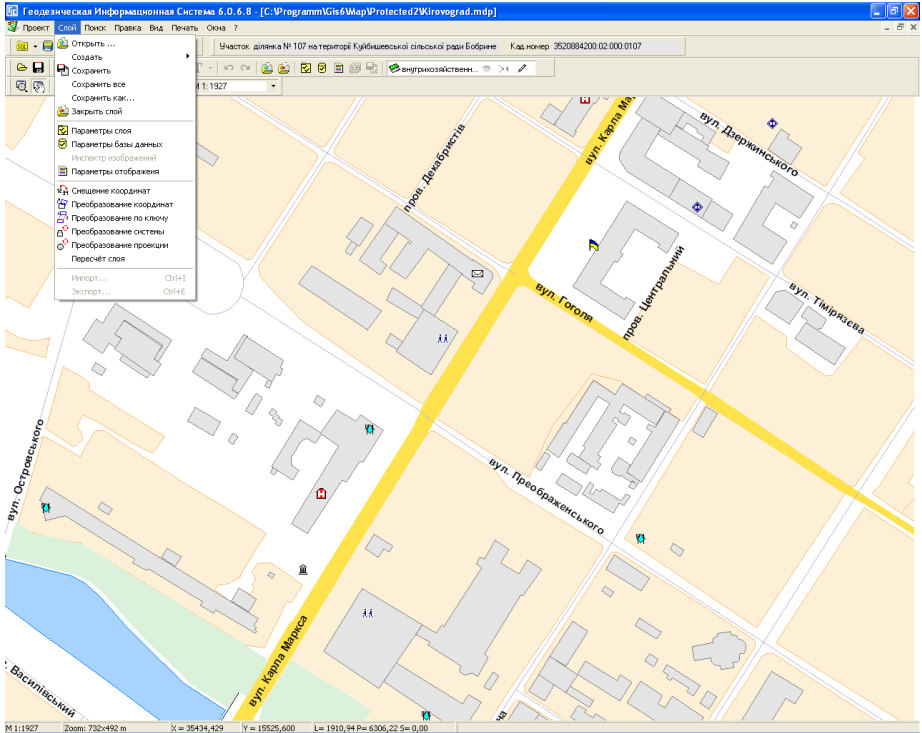 Геодезическая Информационная Система 6.0.6.8 - [C:\Programm\Gis6\Map\Protected2\Kirovograd.mdp]
Проект Слой Поиск Правка Вид Печать Окна ?
Участок ділянка № 107 на території Куйбишевської сільської ради Бобрине Кад.номер 3520884200:02:000:0107
внутрихозяйственн...
М 1:1927
Открыть ...
Создать
Сохранить
Сохранить все
Сохранить как...
Закрыть слой
Параметры слоя
Параметры базы данных
Инспектр изображений
Параметры отображеня
Смещение координат
Преобразование координат
Преобразование по ключу
Преобразование системы
Преобразование проекции
Пересчёт слоя
Импорт... Ctrl+I
Экспорт... Ctrl+E
пров. Декабристів
вул. Карла Ма
вул. Дзержинського
вул. Гоголя
пров. Центральний
вул. Тімірязєва
вул. Островського
вул. Преображенського
вул. Карла Маркса
Василівський
ча
М 1:1927 Zoom: 732x492 m X = 35434,429 Y = 15525,600 L= 1910,94 P= 6306,22 S= 0,00